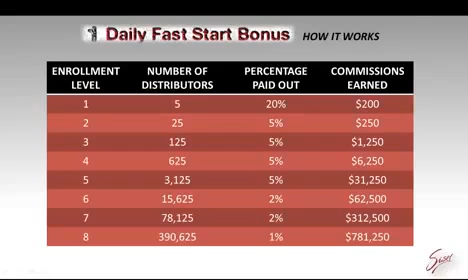 1 Daily Fast Start Bonus HOW IT WORKS
ENROLLMENT LEVEL NUMBER OF DISTRIBUTORS PERCENTAGE PAID OUT COMMISSIONS EARNED
1 5 20% $200
2 25 5% $250
3 125 5% $1,250
4 625 5% $6,250
5 3,125 5% $31,250
6 15,625 2% $62,500
7 78,125 2% $312,500
8 390,625 1% $781,250